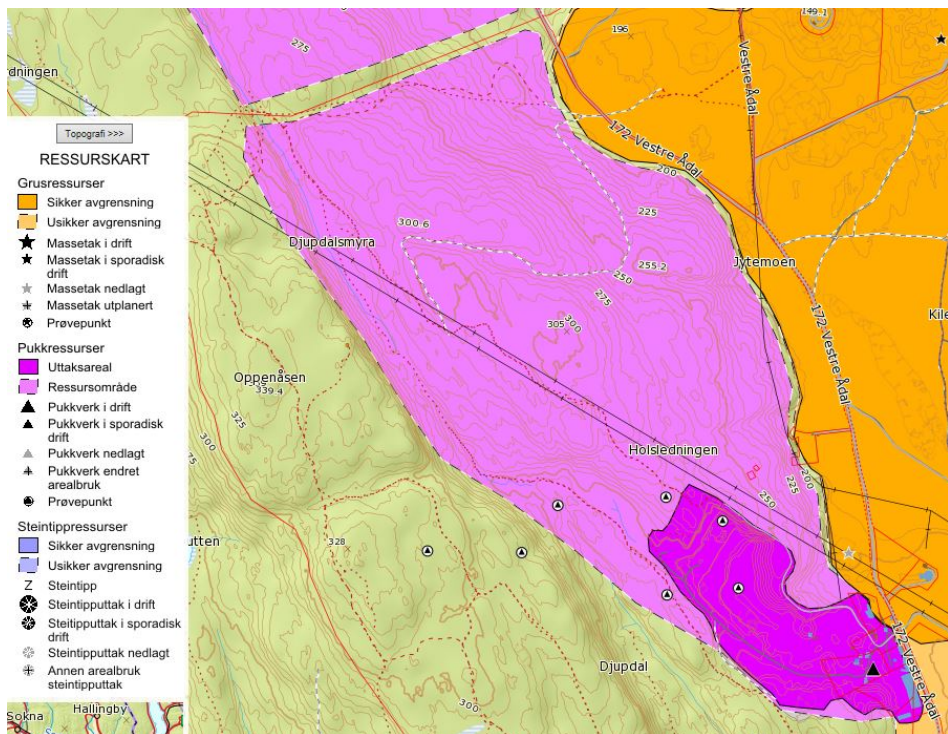 Topografi >>>
RESSURSKART
Grusressurser
Sikker avgrensning
Usikker avgrensning
Massetak i drift
Massetak i sporadisk
drift
Massetak nedlagt
Massetak utplanert
Prøvepunkt
Pukkressurser
Uttaksareal
Ressursområde
Pukkverk i drift
Pukkverk i sporadisk
drift
Pukkverk nedlagt
Pukkverk endret
arealbruk
Prøvepunkt
Steintippressurser
Sikker avgrensning
Usikker avgrensning
Z Steintipp
Steintipputtak i drift
Steitipputtak i sporadisk
drift
Steintipputtak nedlagt
Annen arealbruk
steintipputtak
Sokna
Hallingby
dningen
275
196
149.1
Vestre Ådal
172 Vestre Ådal
200
225
300.6
Djupdalsmyra
255.2
250
275
Jytemoen
305
300
Kile
172 Vestre Ådal
Oppenåsen
339.4
325
300
75
Holsledningen
200
225
250
utten
328
172 Vestre Ådal
Djupdal
300